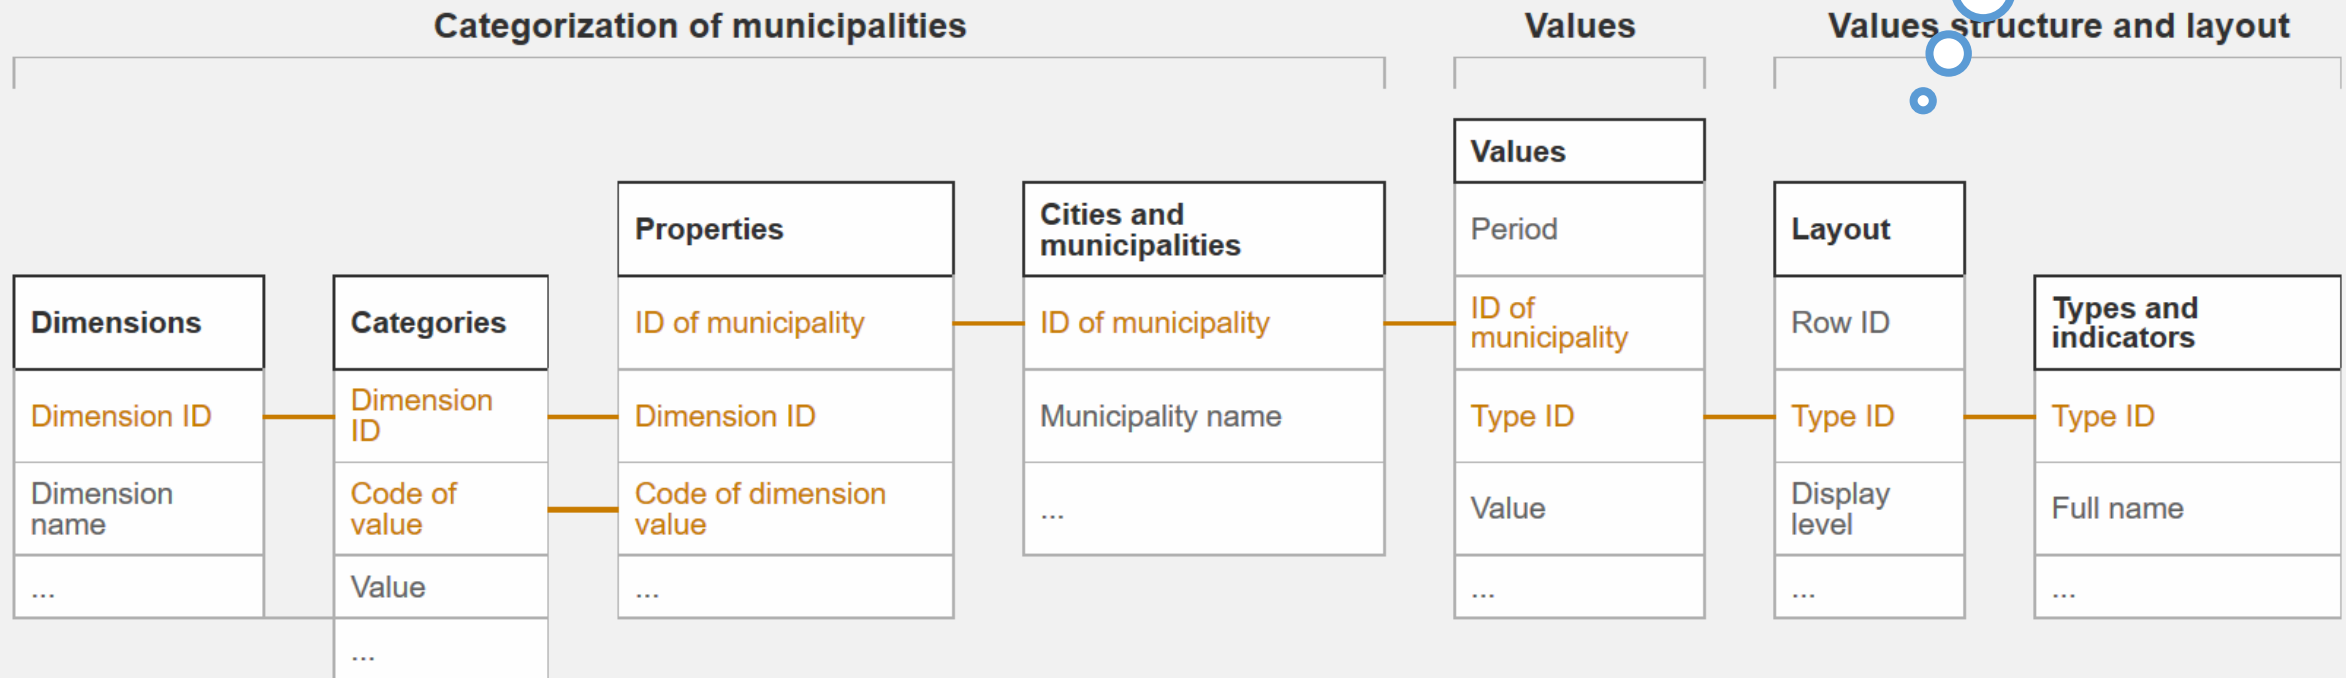 Categorization of municipalities
Values
Values structure and layout
Dimensions
Dimension ID
Dimension
name
...
Categories
Dimension
ID
Code of
value
Value
...
Properties
ID of municipality
Dimension ID
Code of dimension
value
...
Cities and
municipalities
ID of municipality
Municipality name
...
Values
Period
ID of
municipality
Type ID
Value
...
Layout
Row ID
Type ID
Display
level
...
Types and
indicators
Type ID
Full name
...